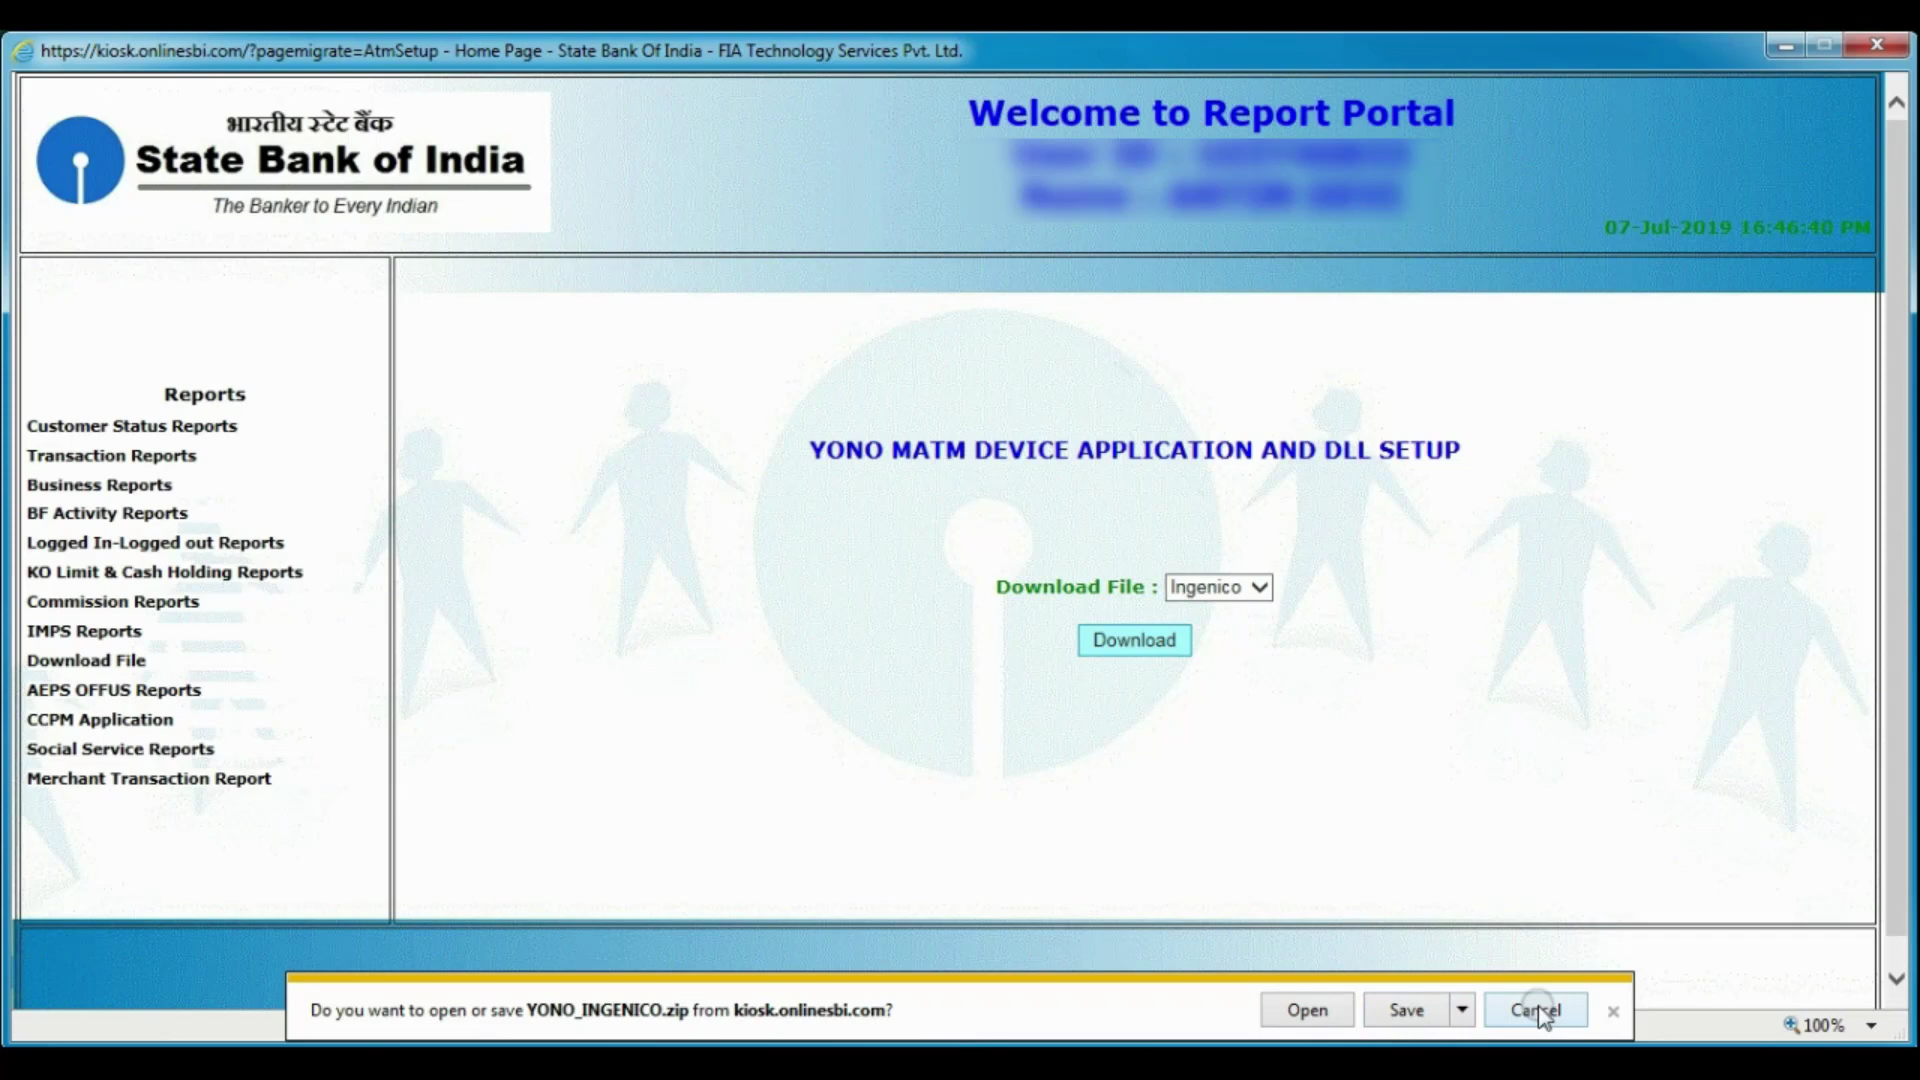 https://kiosk.onlinesbi.com/?pagemigrate=AtmSetup - Home Page - State Bank Of India - FIA Technology Services Pvt. Ltd.
भारतीय स्टेट बैंक
State Bank of India
The Banker to Every Indian
Welcome to Report Portal
07-Jul-2019 16:46:40 PM
Reports
Customer Status Reports
Transaction Reports
Business Reports
BF Activity Reports
Logged In-Logged out Reports
KO Limit & Cash Holding Reports
Commission Reports
IMPS Reports
Download File
AEPS OFFUS Reports
CCPM Application
Social Service Reports
Merchant Transaction Report
YONO MATM DEVICE APPLICATION AND DLL SETUP
Download File : Ingenico
Download
Do you want to open or save YONO_INGENICO.zip from kiosk.onlinesbi.com?
Open Save Cancel
100%